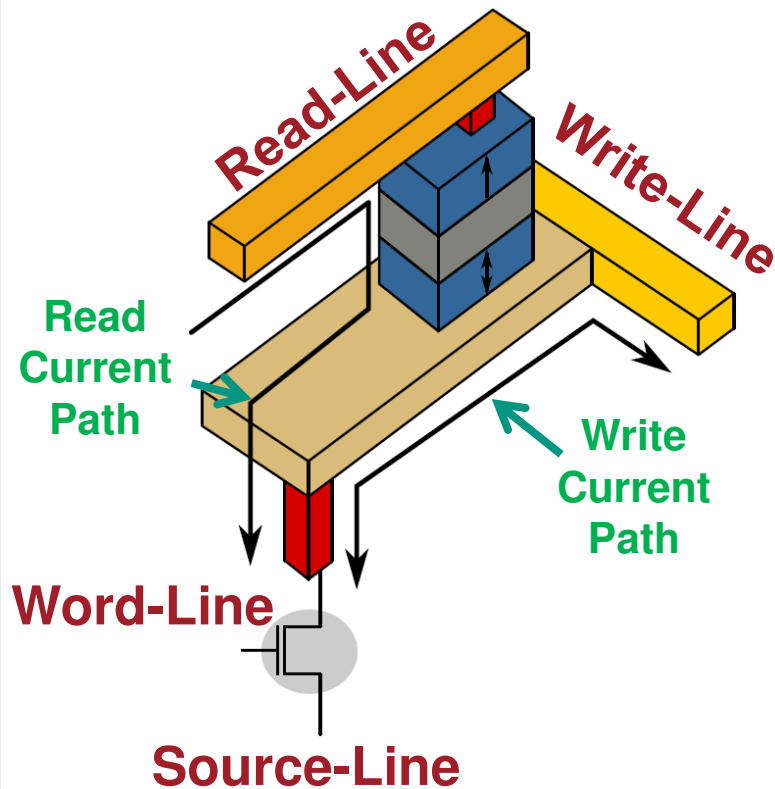 Read-Line
Write-Line
Read
Current
Path
Write
Current
Path
Word-Line
Source-Line